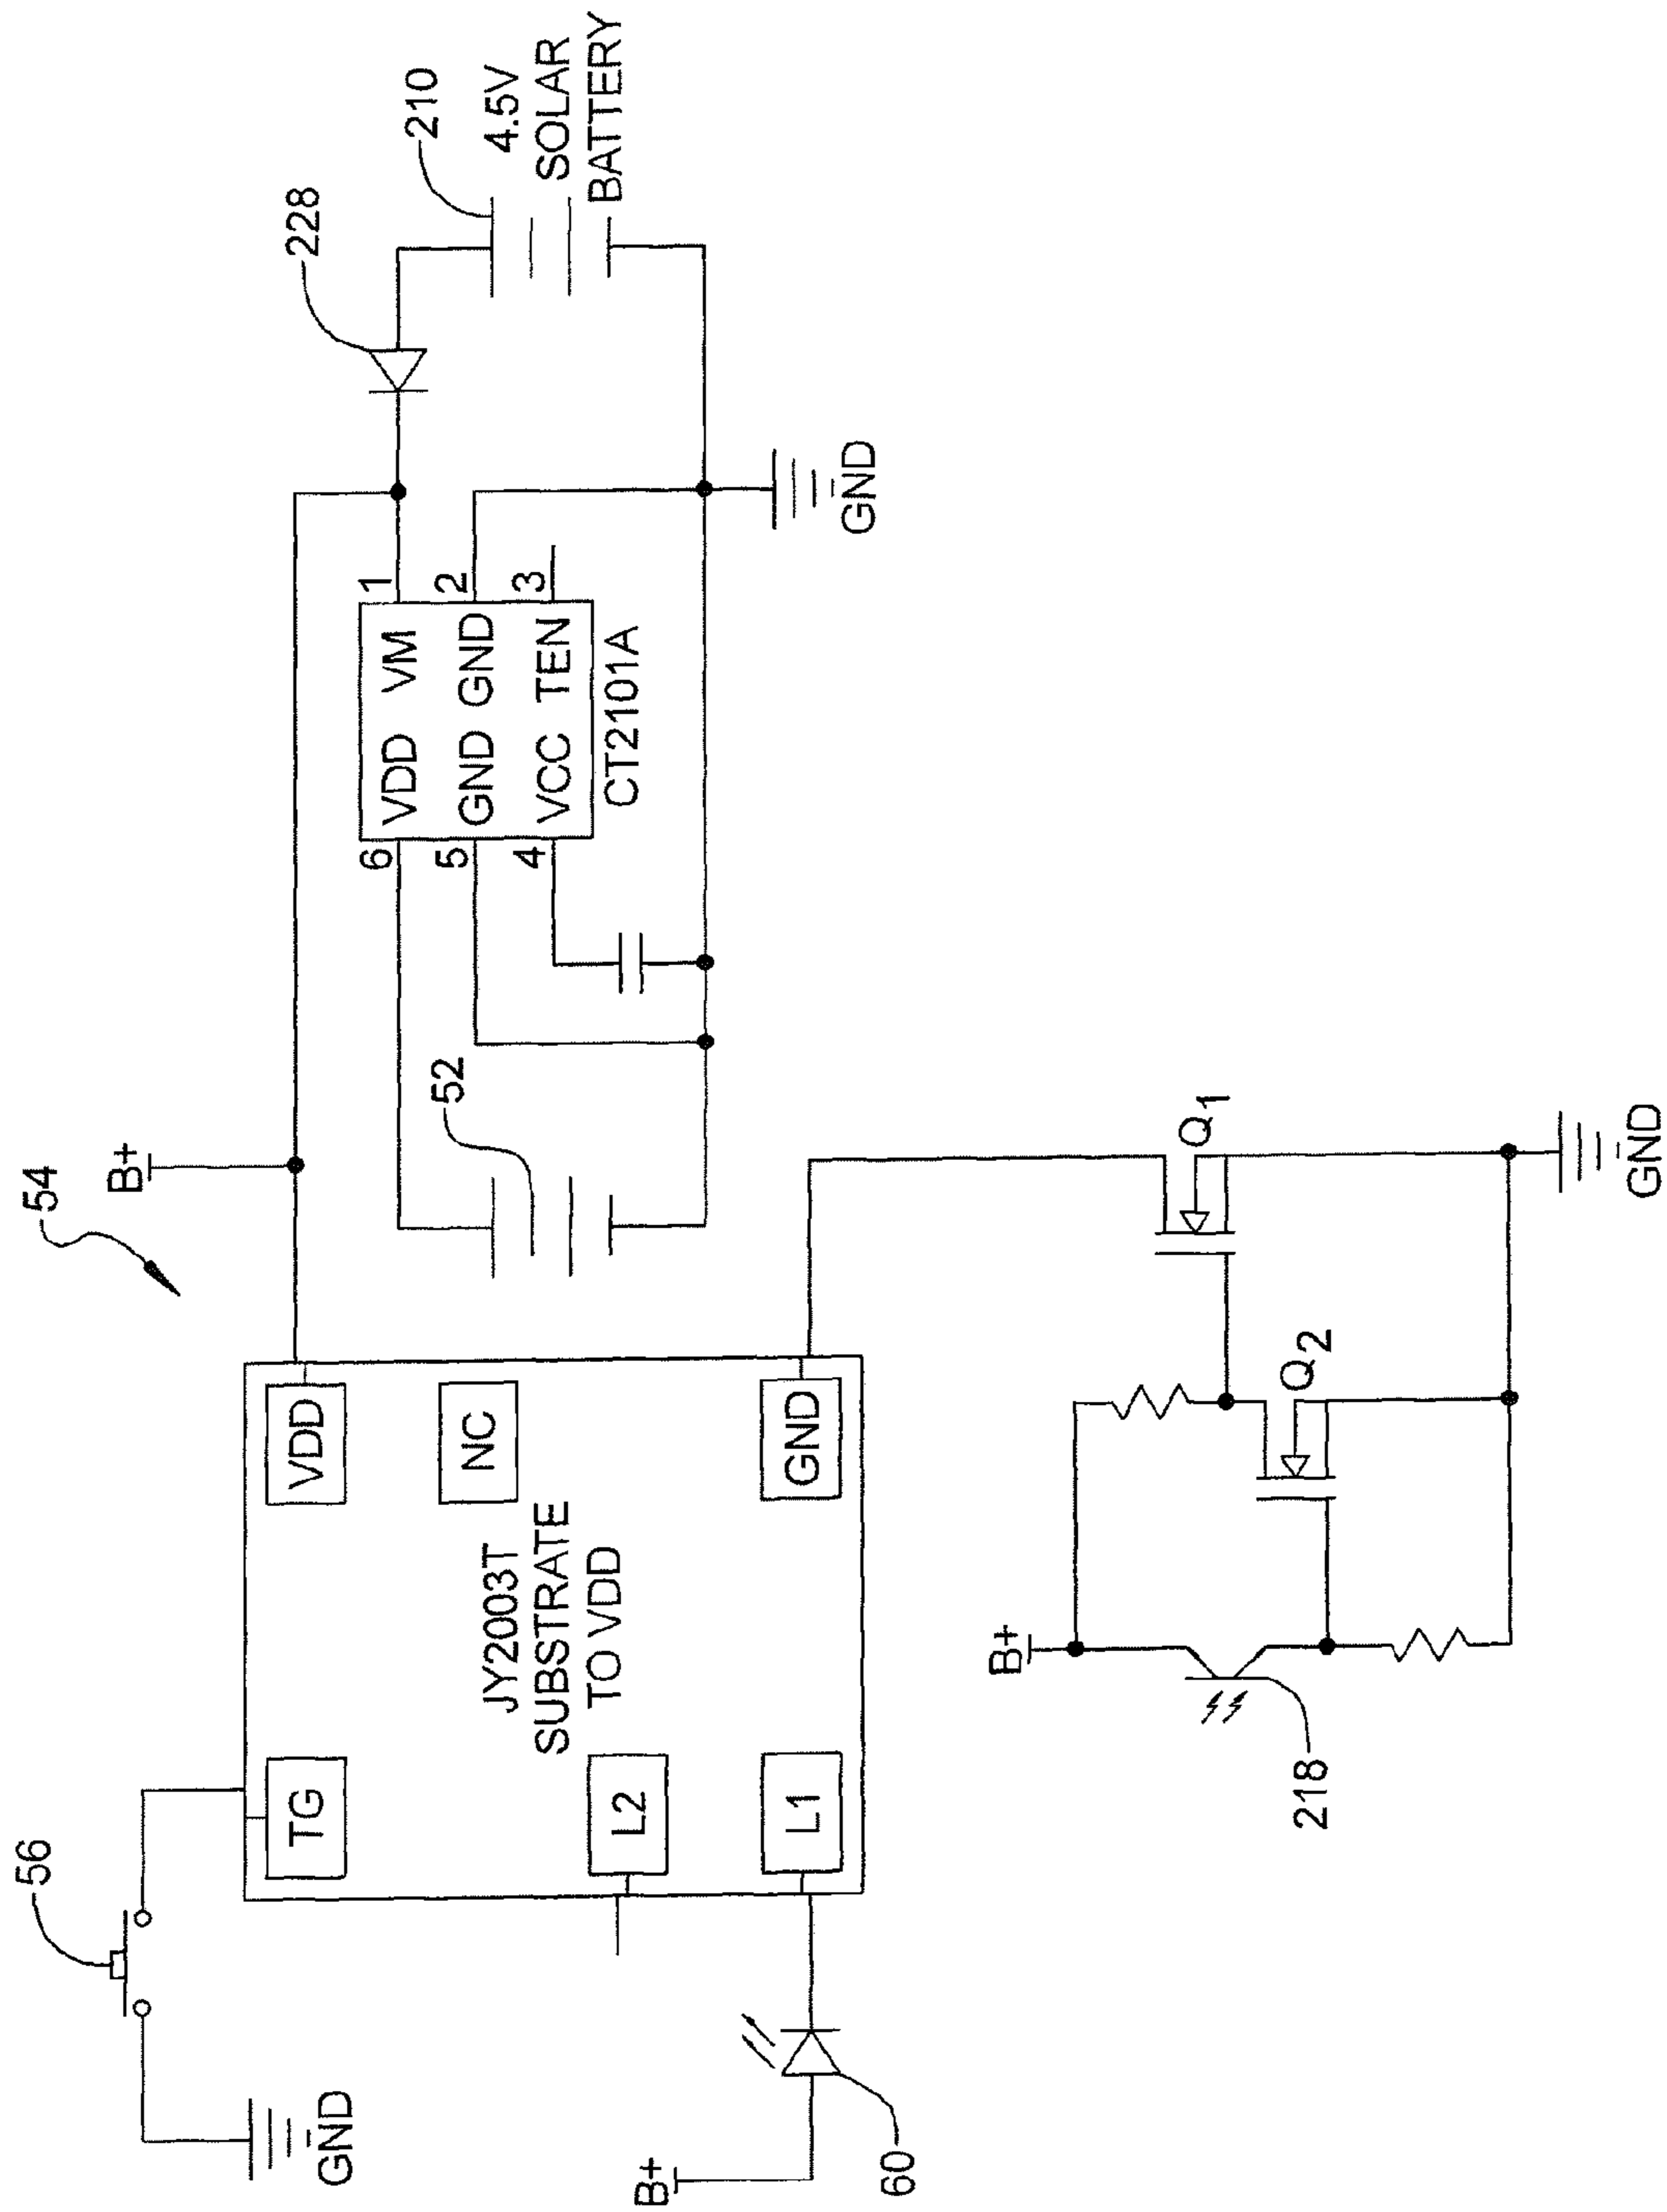 54
B+
56
GND
TG
VDD
NC
JY2003T
SUBSTRATE
TO VDD
L2
L1
GND
B+
60
52
6
5
4
VDD VM
GND GND
VCC TEN
1
2
3
CT2101A
228
210
4.5V
SOLAR
BATTERY
GND
B+
218
Q2
Q1
GND